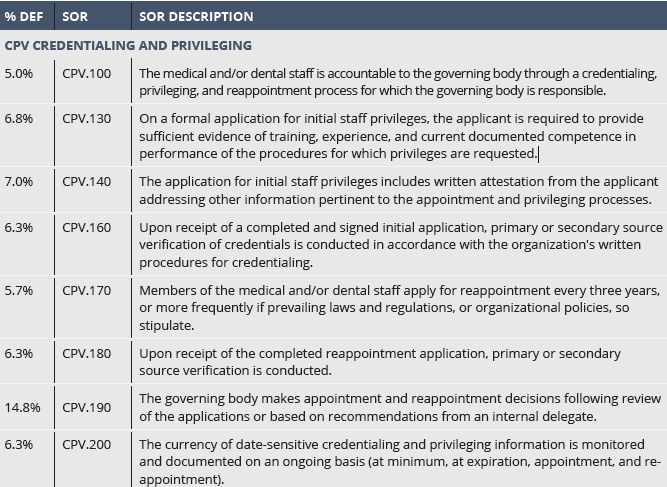 % DEF SOR SOR DESCRIPTION
CPV CREDENTIALING AND PRIVILEGING
5.0% CPV.100 The medical and/or dental staff is accountable to the governing body through a credentialing,
privileging, and reappointment process for which the governing body is responsible.
6.8% CPV.130 On a formal application for initial staff privileges, the applicant is required to provide
sufficient evidence of training, experience, and current documented competence in
performance of the procedures for which privileges are requested.
7.0% CPV.140 The application for initial staff privileges includes written attestation from the applicant
addressing other information pertinent to the appointment and privileging processes.
6.3% CPV.160 Upon receipt of a completed and signed initial application, primary or secondary source
verification of credentials is conducted in accordance with the organization's written
procedures for credentialing.
5.7% CPV.170 Members of the medical and/or dental staff apply for reappointment every three years,
or more frequently if prevailing laws and regulations, or organizational policies, so
stipulate.
6.3% CPV.180 Upon receipt of the completed reappointment application, primary or secondary
source verification is conducted.
14.8% CPV.190 The governing body makes appointment and reappointment decisions following review
of the applications or based on recommendations from an internal delegate.
6.3% CPV.200 The currency of date-sensitive credentialing and privileging information is monitored
and documented on an ongoing basis (at minimum, at expiration, appointment, and re-
appointment).